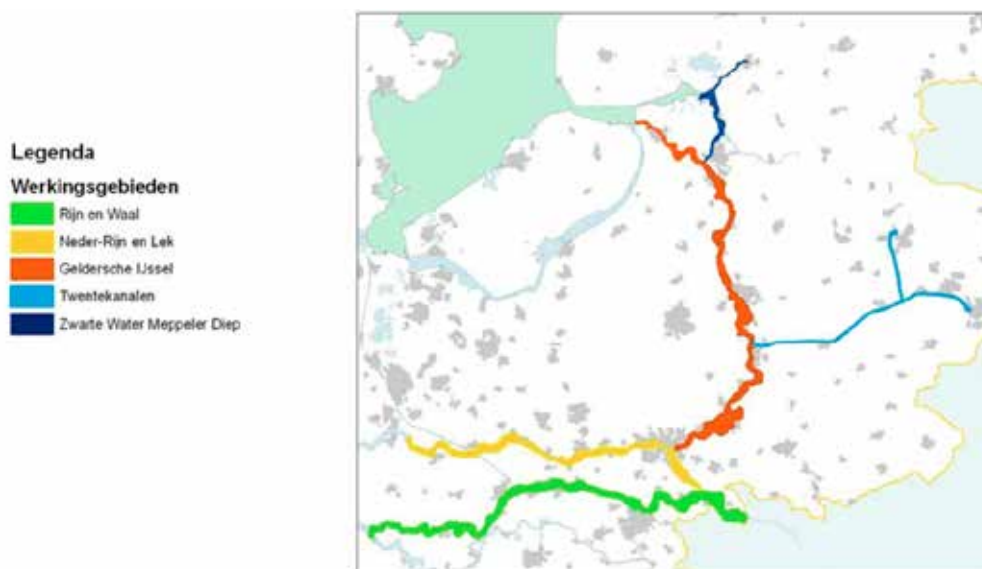 Legenda
Werkingsgebieden
Rijn en Waal
Neder-Rijn en Lek
Geldersche IJssel
Twentekanalen
Zwarte Water Meppeler Diep